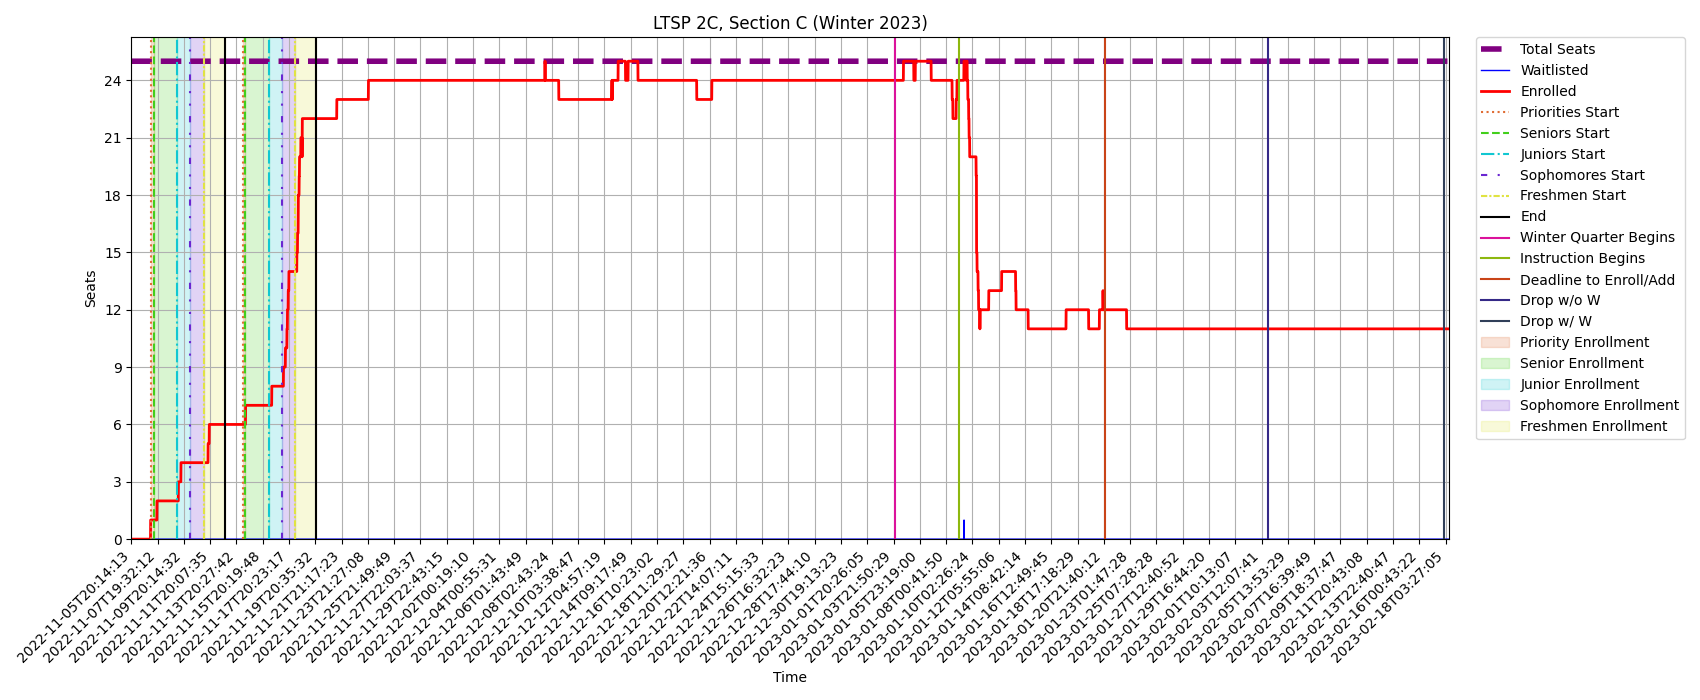 LTSP 2C, Section C (Winter 2023)
Seats
24
21
18
15
12
9
6
3
0
2022-11-05T20:14:13
2022-11-07T19:32:12
2022-11-09T20:14:32
2022-11-11T20:07:35
2022-11-13T20:27:42
2022-11-15T20:19:48
2022-11-17T20:23:17
2022-11-19T20:35:32
2022-11-21T21:17:23
2022-11-23T21:27:08
2022-11-25T21:49:49
2022-11-27T22:03:37
2022-11-29T22:43:15
2022-12-02T00:19:10
2022-12-04T00:55:31
2022-12-06T01:43:49
2022-12-08T02:43:24
2022-12-10T03:38:47
2022-12-12T04:57:19
2022-12-14T09:17:49
2022-12-16T10:23:02
2022-12-18T11:29:27
2022-12-20T12:21:36
2022-12-22T14:07:11
2022-12-24T15:15:33
2022-12-26T16:32:23
2022-12-28T17:44:10
2022-12-30T19:13:23
2023-01-01T20:26:05
2023-01-03T21:50:29
2023-01-05T23:19:00
2023-01-08T00:41:50
2023-01-10T02:26:24
2023-01-12T05:55:06
2023-01-14T08:42:14
2023-01-16T12:49:45
2023-01-18T17:18:29
2023-01-20T21:40:12
2023-01-23T01:47:28
2023-01-25T07:28:28
2023-01-27T12:40:52
2023-01-29T16:44:20
2023-02-01T10:13:07
2023-02-03T12:07:41
2023-02-05T13:53:29
2023-02-07T16:39:49
2023-02-09T18:37:47
2023-02-11T20:43:08
2023-02-13T22:40:47
2023-02-16T00:43:22
2023-02-18T03:27:05
Time
Total Seats
Waitlisted
Enrolled
Priorities Start
Seniors Start
Juniors Start
Sophomores Start
Freshmen Start
End
Winter Quarter Begins
Instruction Begins
Deadline to Enroll/Add
Drop w/o W
Drop w/ W
Priority Enrollment
Senior Enrollment
Junior Enrollment
Sophomore Enrollment
Freshmen Enrollment